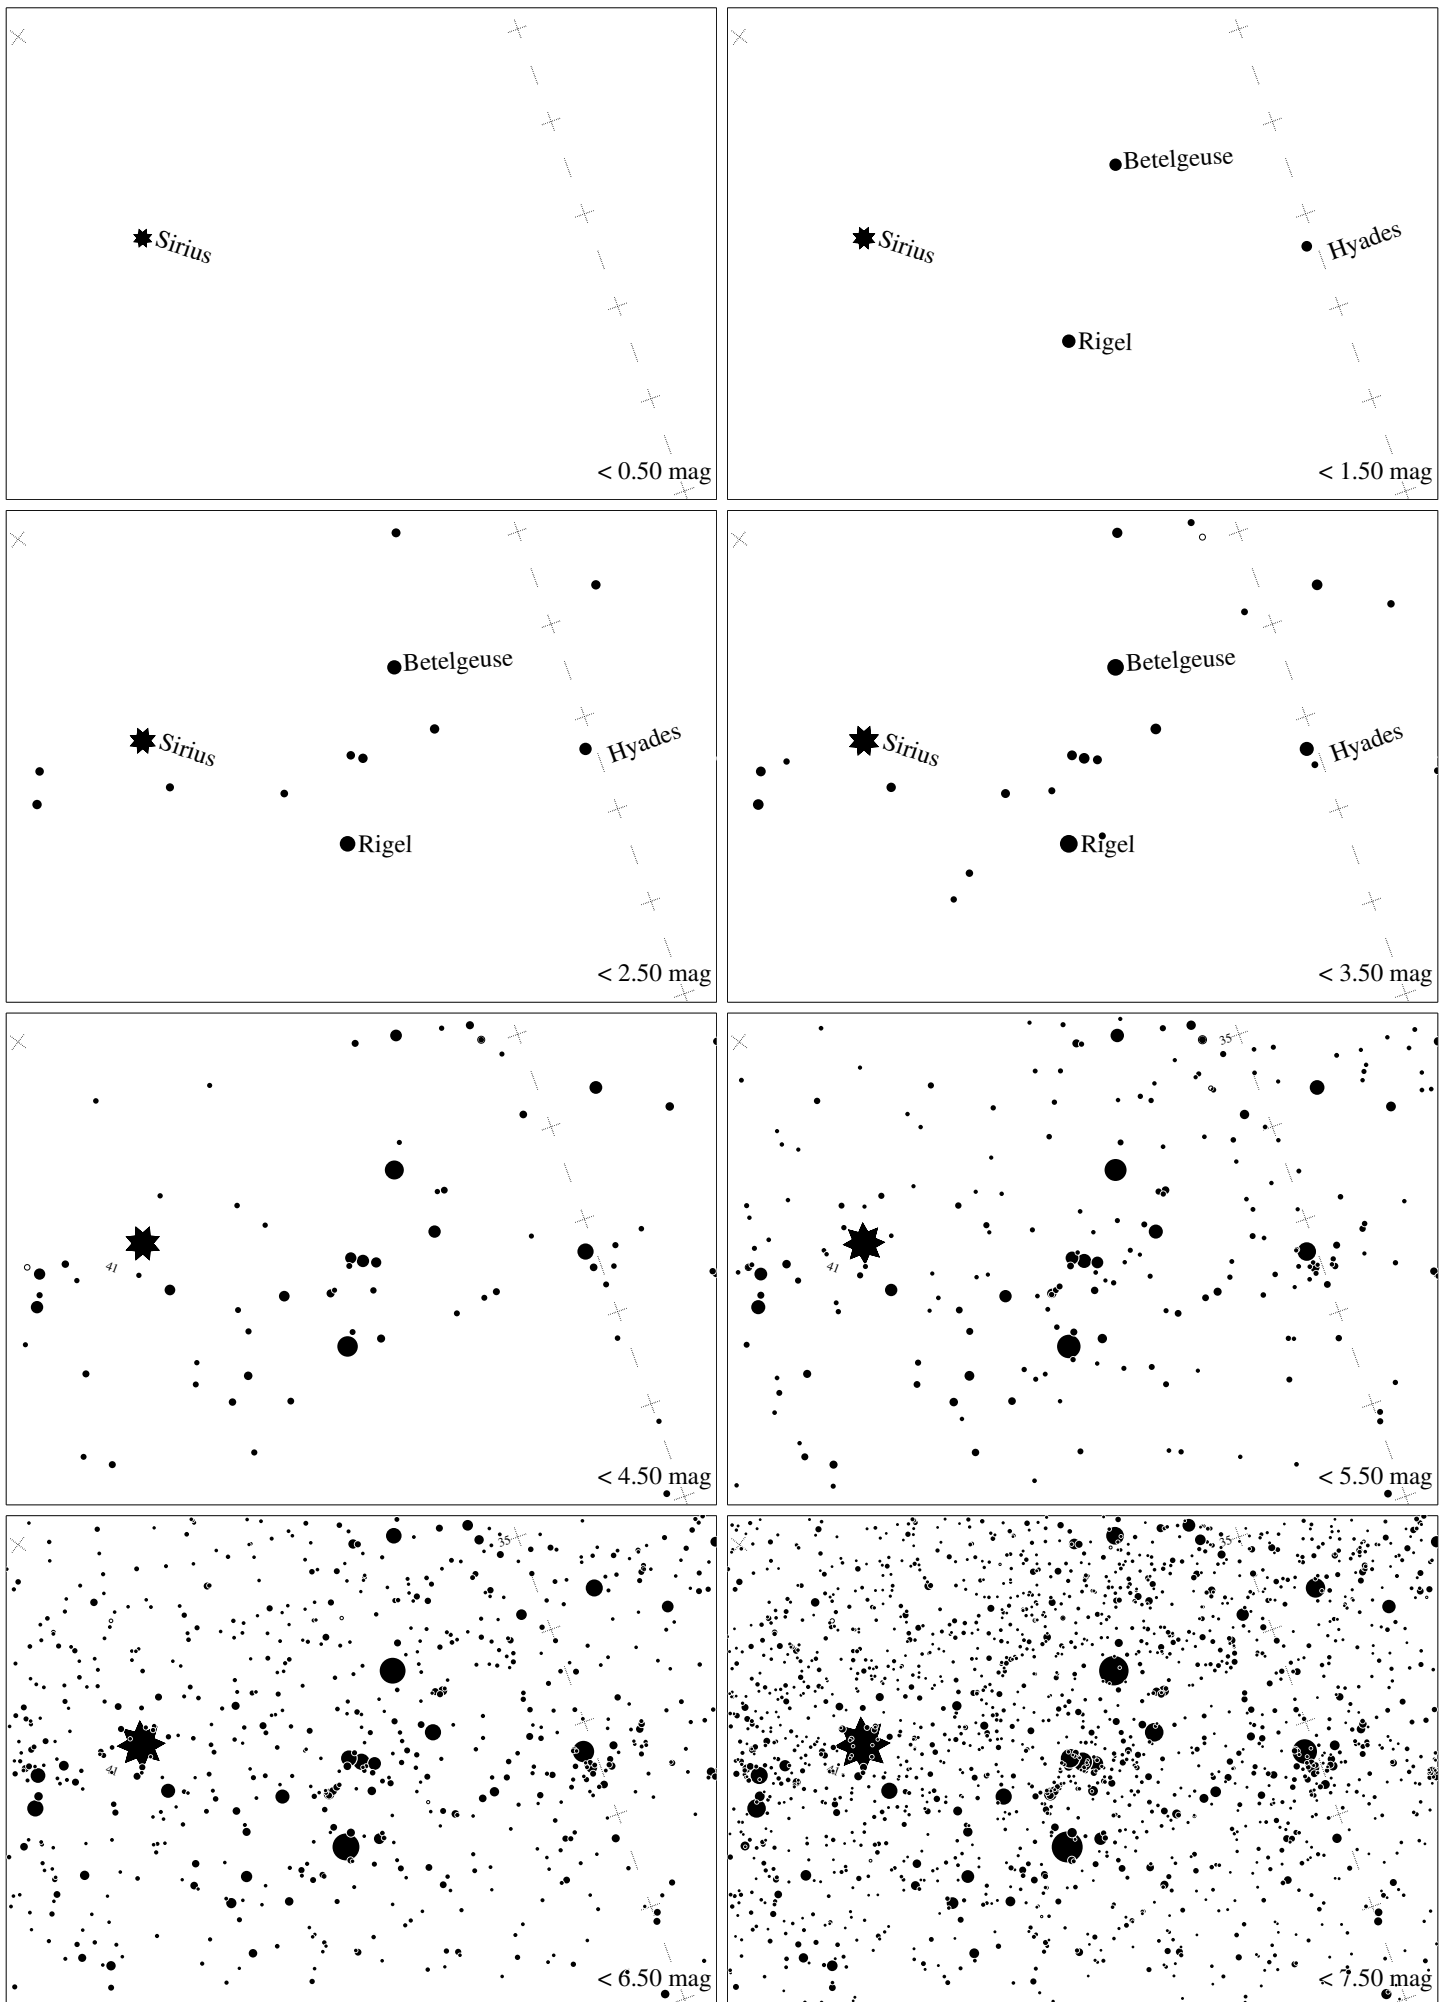 Sirius
< 0.50 mag
Betelgeuse
Sirius
Hyades
Rigel
< 1.50 mag
Betelgeuse
Sirius
Hyades
Rigel
< 2.50 mag
Betelgeuse
Sirius
Hyades
Rigel
< 3.50 mag
41
< 4.50 mag
35
41
< 5.50 mag
35
41
< 6.50 mag
35
41
< 7.50 mag